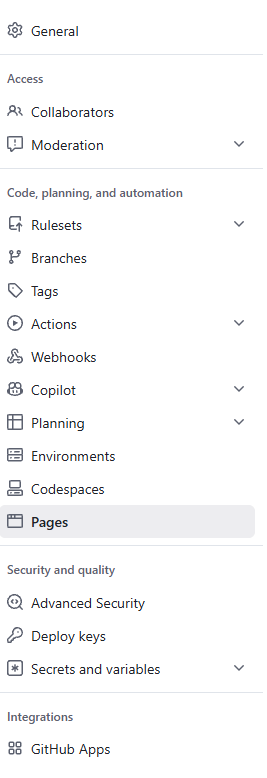 General
Access
Collaborators
Moderation
Code, planning, and automation
Rulesets
Branches
Tags
Actions
Webhooks
Copilot
Planning
Environments
Codespaces
Pages
Security and quality
Advanced Security
Deploy keys
Secrets and variables
Integrations
GitHub Apps